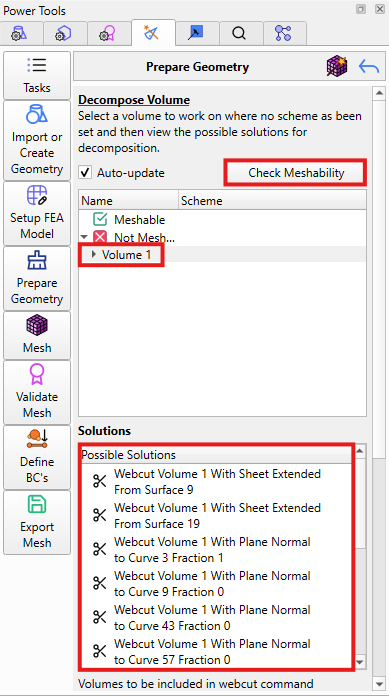 Power Tools
Prepare Geometry
Tasks
Import or
Create
Geometry
Setup FEA
Model
Prepare
Geometry
Mesh
Validate
Mesh
Define
BC's
Export
Mesh
Decompose Volume
Select a volume to work on where no scheme as been
set and then view the possible solutions for
decomposition.
Auto-update
Check Meshability
Name Scheme
Meshable
Not Mesh...
Volume 1
Solutions
Possible Solutions
Webcut Volume 1 With Sheet Extended
From Surface 9
Webcut Volume 1 With Sheet Extended
From Surface 19
Webcut Volume 1 With Plane Normal
to Curve 3 Fraction 1
Webcut Volume 1 With Plane Normal
to Curve 9 Fraction 0
Webcut Volume 1 With Plane Normal
to Curve 43 Fraction 0
Webcut Volume 1 With Plane Normal
to Curve 57 Fraction 0
Volumes to be included in webcut command